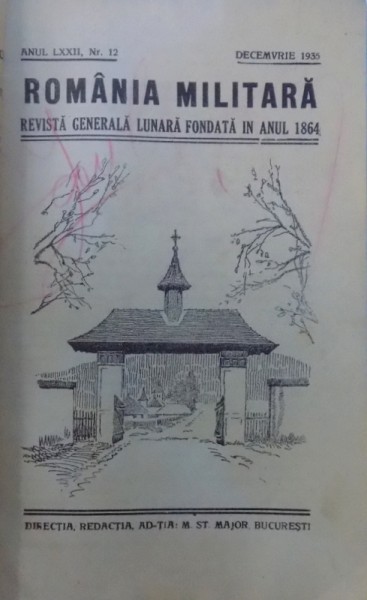 ANUL LXXII, Nr. 12 DECEMVRIE 1935
ROMÂNIA MILITARĂ
REVISTĂ GENERALĂ LUNARĂ FONDATĂ IN ANUL 1864
DIRECȚIA, REDACȚIA, AD-ȚIA: M. ST. MAJOR, BUCUREȘTI